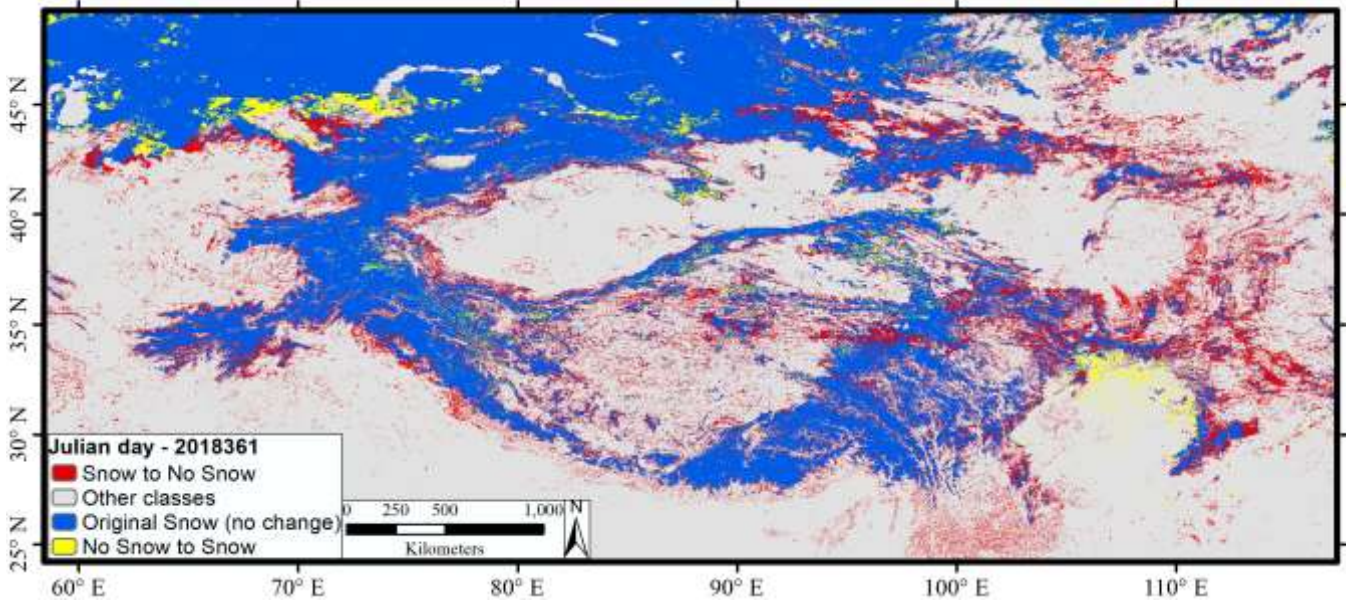 45° N
40° N
35° N
30° N
25° N
Julian day - 2018361
Snow to No Snow
Other classes
Original Snow (no change)
No Snow to Snow
0 250 500 1,000
Kilometers
N
60° E 70° E 80° E 90° E 100° E 110° E